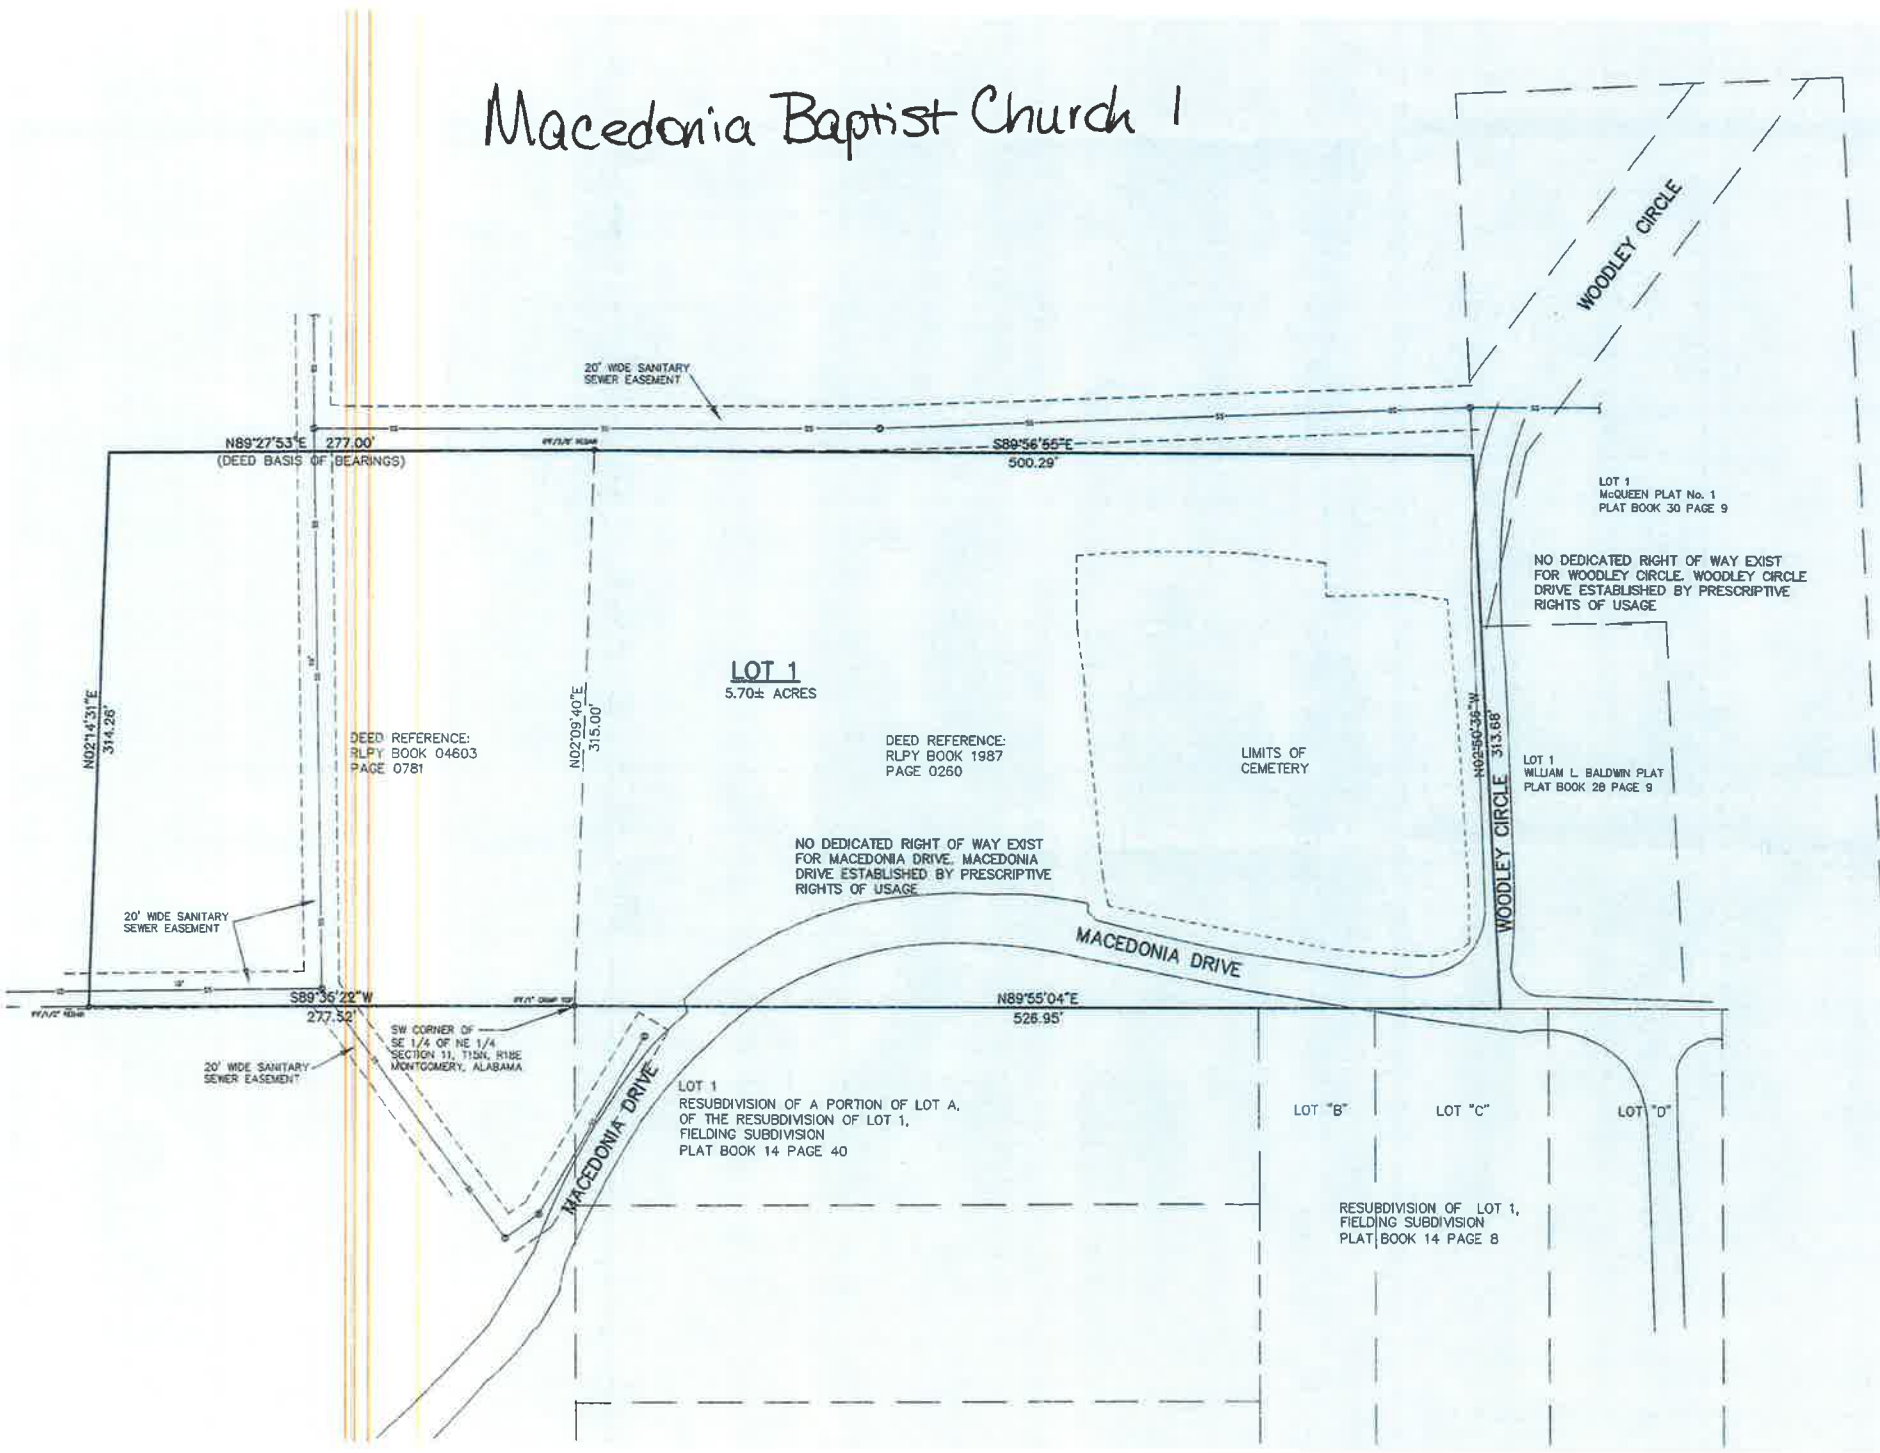 Macedonia Baptist Church 1
WOODLEY CIRCLE
20' WIDE SANITARY
SEWER EASEMENT
N89°27'53"E 277.00'
(DEED BASIS OF BEARINGS)
S89°56'55"E
500.29'
LOT 1
McQUEEN PLAT No. 1
PLAT BOOK 30 PAGE 9
NO DEDICATED RIGHT OF WAY EXIST
FOR WOODLEY CIRCLE. WOODLEY CIRCLE
DRIVE ESTABLISHED BY PRESCRIPTIVE
RIGHTS OF USAGE
LOT 1
5.70± ACRES
N02°14'31"E
314.26'
DEED REFERENCE:
RLPY BOOK 04603
PAGE 0781
N02°09'40"E
315.00'
DEED REFERENCE:
RLPY BOOK 1987
PAGE 0260
LIMITS OF
CEMETERY
N02°50'36"W
313.68'
WOODLEY CIRCLE
LOT 1
WILLIAM L. BALDWIN PLAT
PLAT BOOK 28 PAGE 9
NO DEDICATED RIGHT OF WAY EXIST
FOR MACEDONIA DRIVE. MACEDONIA
DRIVE ESTABLISHED BY PRESCRIPTIVE
RIGHTS OF USAGE
20' WIDE SANITARY
SEWER EASEMENT
MACEDONIA DRIVE
S89°35'22"W
277.52'
N89°55'04"E
526.95'
SW CORNER OF
SE 1/4 OF NE 1/4
SECTION 11, T15N, R18E
MONTGOMERY, ALABAMA
20' WIDE SANITARY
SEWER EASEMENT
MACEDONIA DRIVE
LOT 1
RESUBDIVISION OF A PORTION OF LOT A,
OF THE RESUBDIVISION OF LOT 1,
FIELDING SUBDIVISION
PLAT BOOK 14 PAGE 40
LOT "B"
LOT "C"
LOT "D"
RESUBDIVISION OF LOT 1,
FIELDING SUBDIVISION
PLAT BOOK 14 PAGE 8